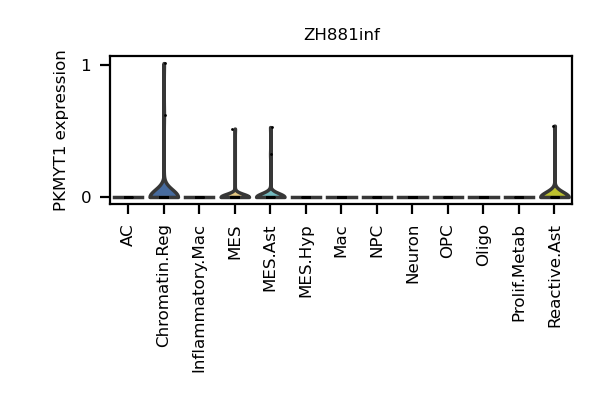 ZH881inf
PKMYT1 expression
1
0
AC
Chromatin.Reg
Inflammatory.Mac
MES
MES.Ast
MES.Hyp
Mac
NPC
Neuron
OPC
Oligo
Prolif.Metab
Reactive.Ast